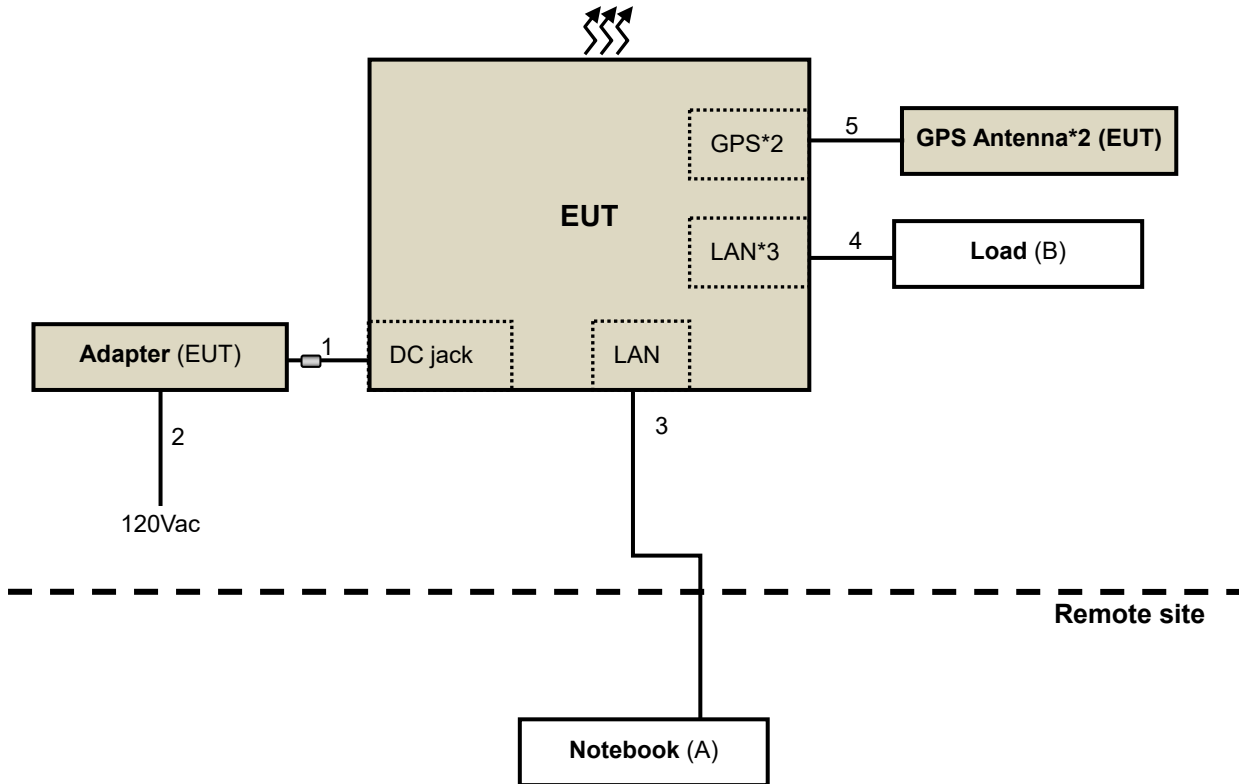 GPS*2
5
GPS Antenna*2 (EUT)
EUT
LAN*3
4
Load (B)
Adapter (EUT)
1
DC jack
LAN
2
3
120Vac
Remote site
Notebook (A)